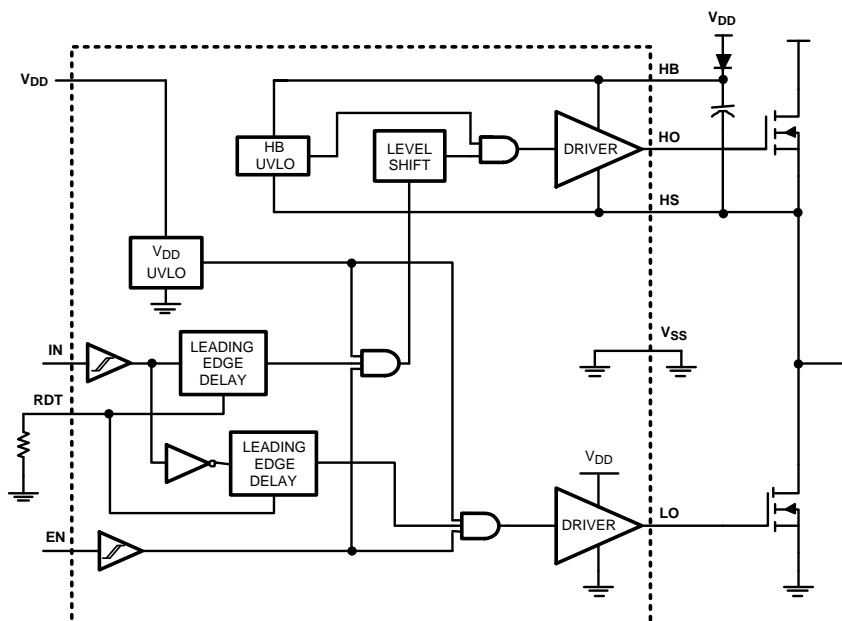 VDD
VDD
HB
HB
UVLO
LEVEL
SHIFT
DRIVER
HO
HS
VDD
UVLO
VSS
IN
LEADING
EDGE
DELAY
RDT
LEADING
EDGE
DELAY
VDD
DRIVER
LO
EN